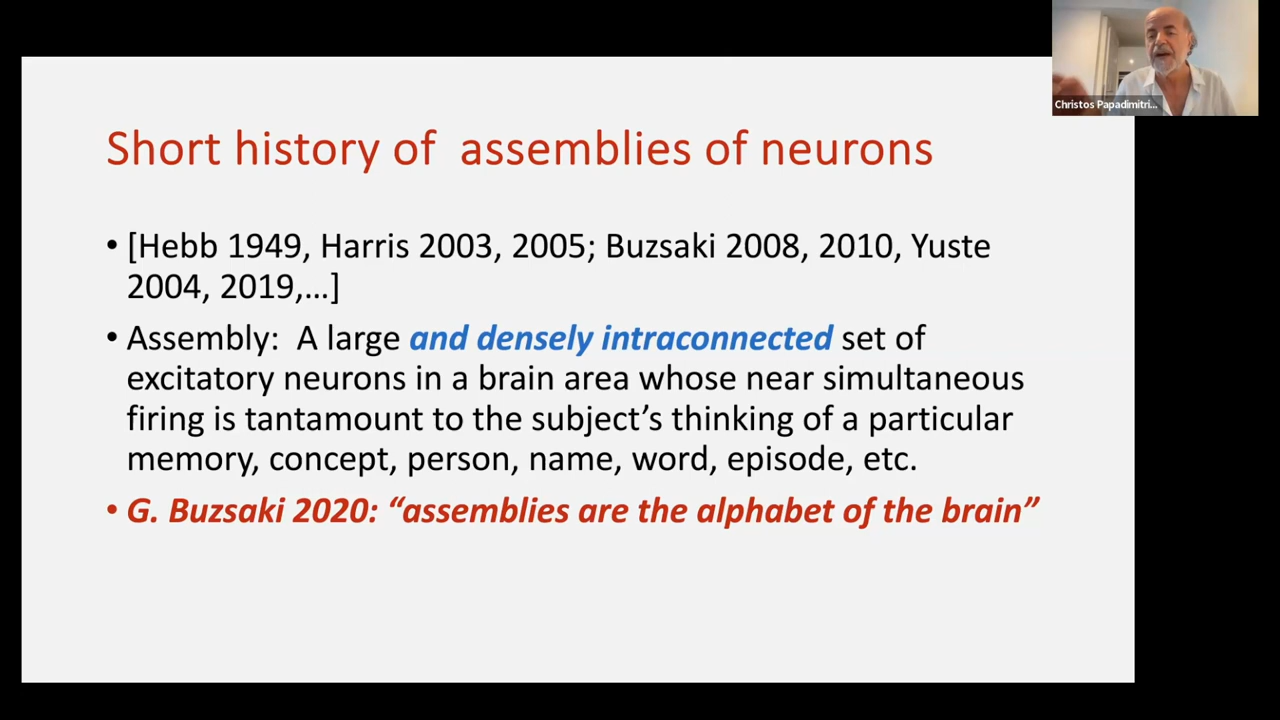 Christos Papadimitri...
Short history of  assemblies of neurons
• [Hebb 1949, Harris 2003, 2005; Buzsaki 2008, 2010, Yuste
2004, 2019,…]
• Assembly:  A large and densely intraconnected set of
excitatory neurons in a brain area whose near simultaneous
firing is tantamount to the subject’s thinking of a particular
memory, concept, person, name, word, episode, etc.
• G. Buzsaki 2020: “assemblies are the alphabet of the brain”